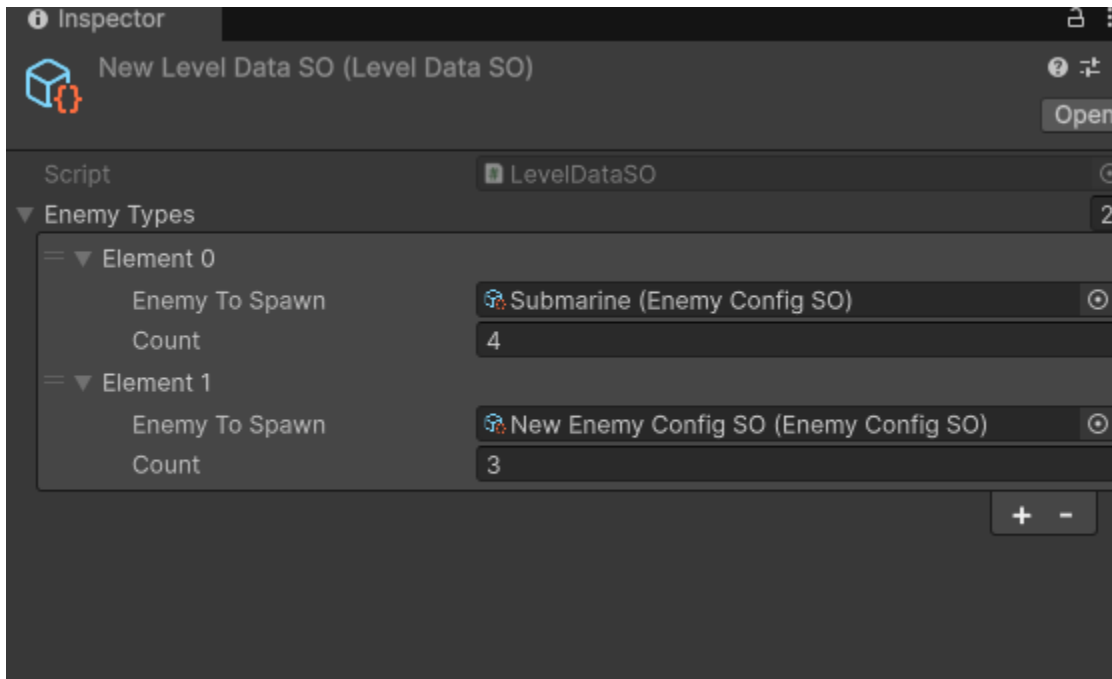 Inspector
New Level Data SO (Level Data SO)
Open
Script LevelDataSO
Enemy Types 2
Element 0
Enemy To Spawn Submarine (Enemy Config SO)
Count 4
Element 1
Enemy To Spawn New Enemy Config SO (Enemy Config SO)
Count 3
+ -